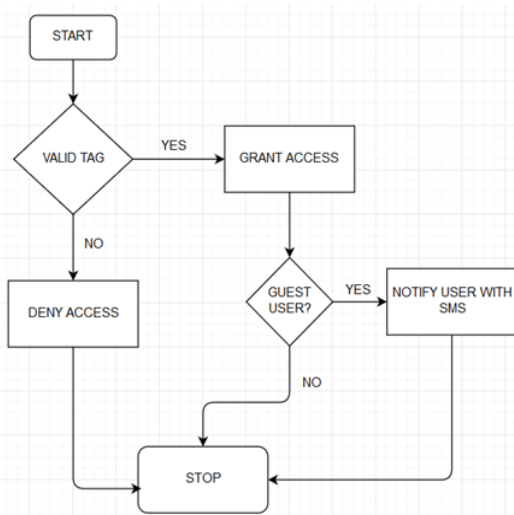 START
VALID TAG
YES
GRANT ACCESS
NO
DENY ACCESS
GUEST
USER?
YES
NOTIFY USER WITH
SMS
NO
STOP